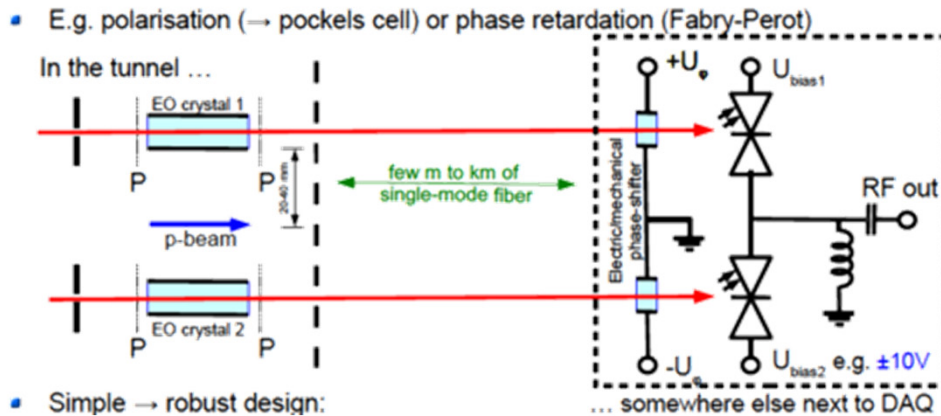 E.g. polarisation (→ pockels cell) or phase retardation (Fabry-Perot)
In the tunnel ...
EO crystal 1
P
P
20-40 mm
p-beam
few m to km of
single-mode fiber
EO crystal 2
P
P
+Uφ
Electric/mechanical
phase-shifter
-Uφ
Ubias1
RF out
Ubias2 e.g. ±10V
Simple → robust design:
... somewhere else next to DAQ